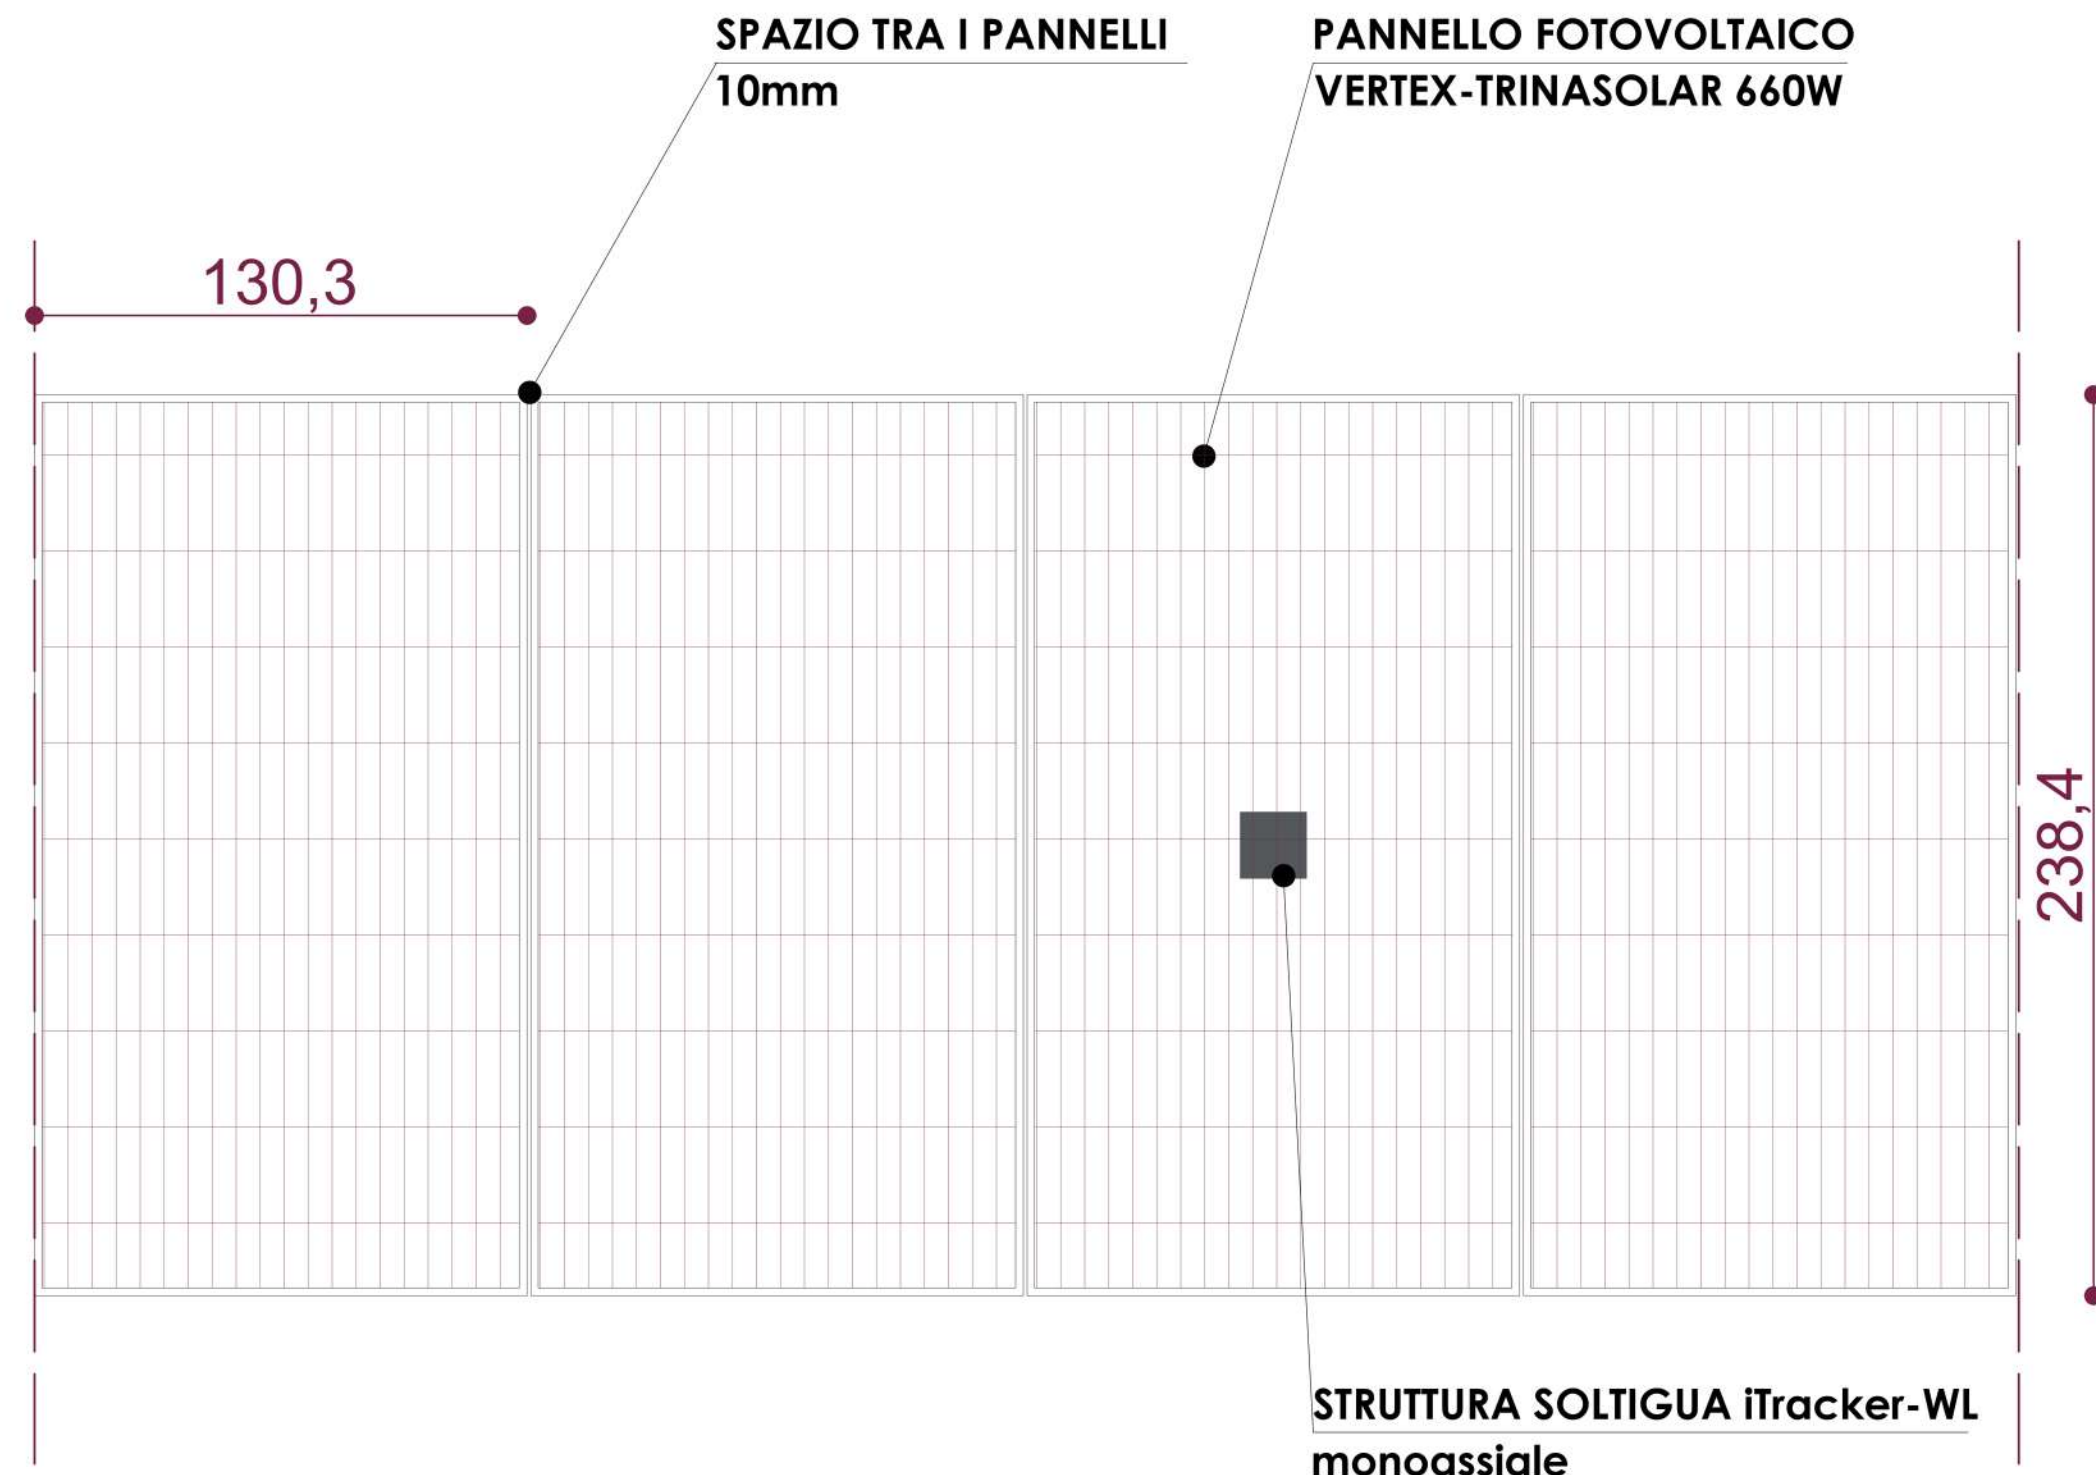 SPAZIO TRA I PANNELLI
10mm
PANNELLO FOTOVOLTAICO
VERTEX-TRINASOLAR 660W
130,3
238,4
STRUTTURA SOLTIGUA iTracker-WL
monoassiale